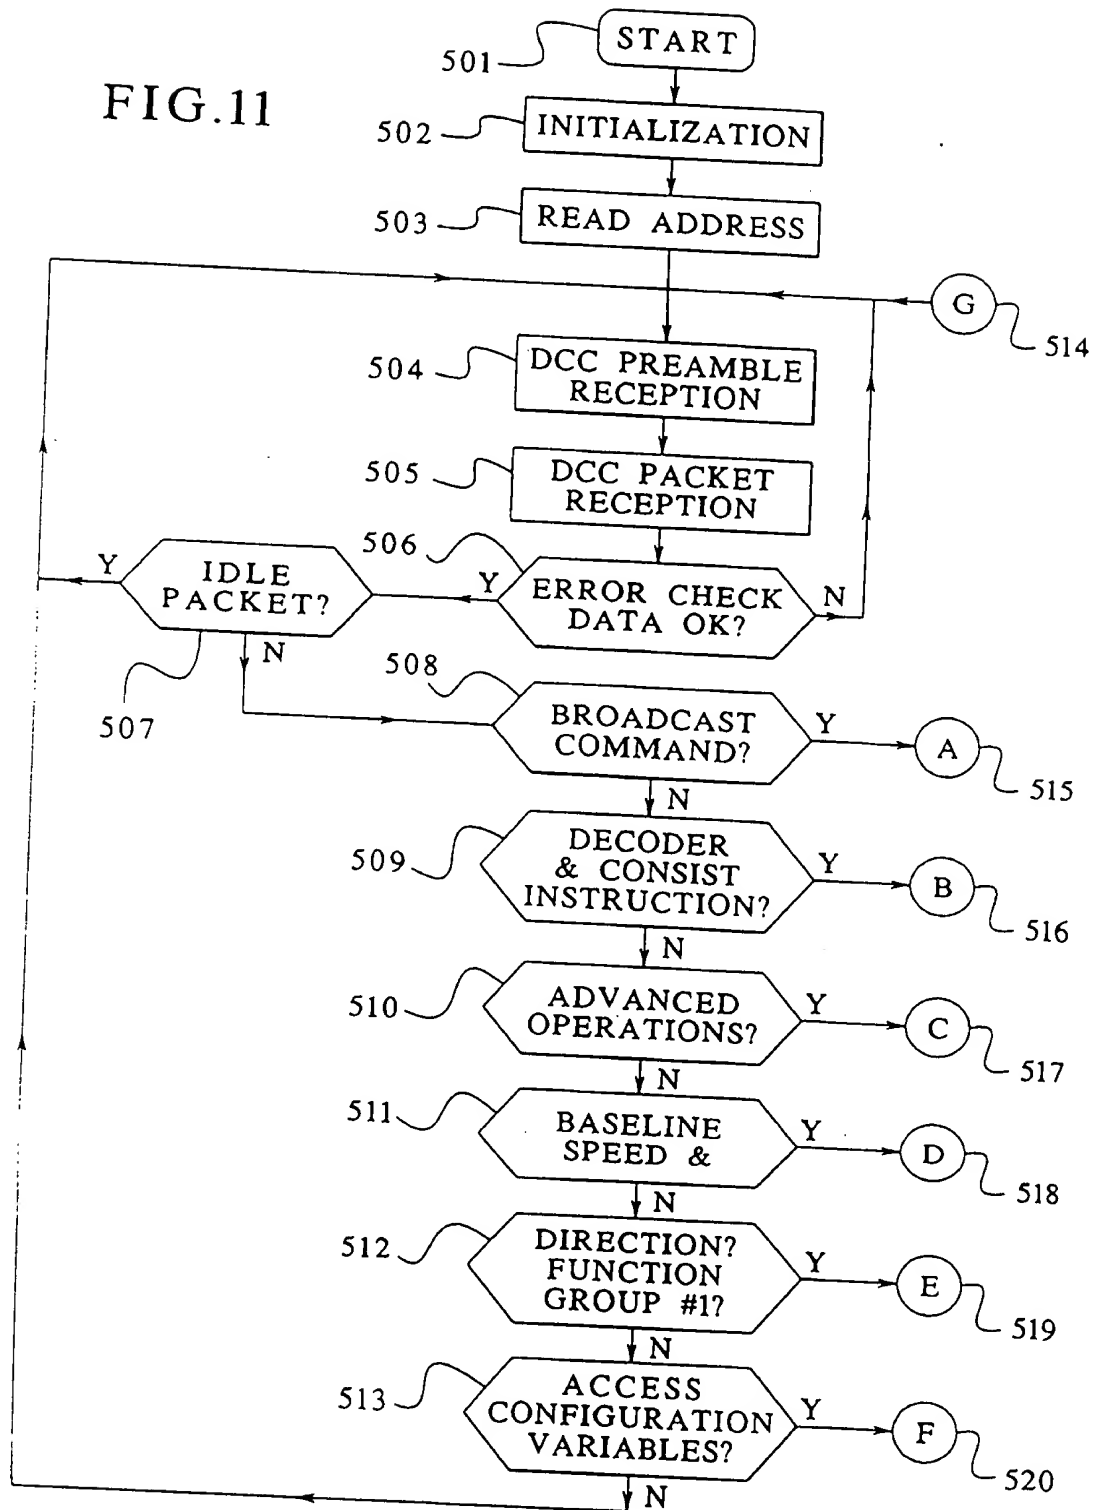 START
501
FIG.11
INITIALIZATION
502
READ ADDRESS
503
G
514
DCC PREAMBLE
RECEPTION
504
DCC PACKET
RECEPTION
505
506
ERROR CHECK
DATA OK?
Y
N
IDLE
PACKET?
Y
N
507
508
BROADCAST
COMMAND?
Y
A
515
N
509
DECODER
& CONSIST
INSTRUCTION?
Y
B
516
N
510
ADVANCED
OPERATIONS?
Y
C
517
N
511
BASELINE
SPEED &
Y
D
518
N
512
DIRECTION?
FUNCTION
GROUP #1?
Y
E
519
N
513
ACCESS
CONFIGURATION
VARIABLES?
Y
F
520
N